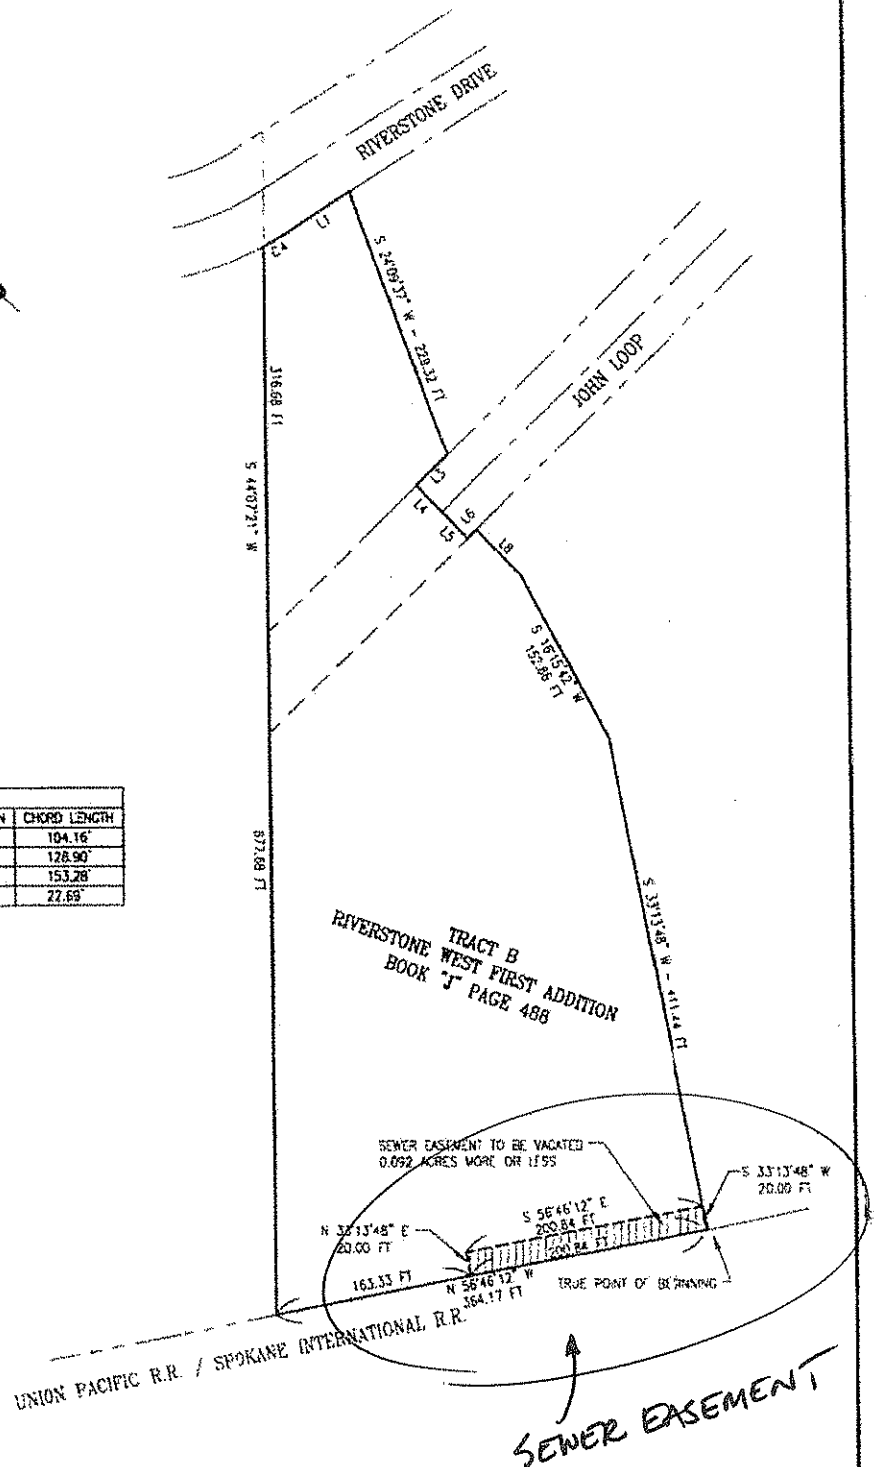 RIVERSTONE DRIVE
L1
C4
S 24°09'37" W - 228.32 FT
JOHN LOOP
316.68 FT
S 44°07'21" W
L3
L4
L6
L5
L8
S 16°15'42" W
152.86 FT
N CHORD LENGTH
104.16'
128.90'
153.28'
22.69'
S 33°13'48" W - 411.44 FT
TRACT B
RIVERSTONE WEST FIRST ADDITION
BOOK "J" PAGE 488
SEWER EASEMENT TO BE VACATED
0.092 ACRES MORE OR LESS
S 33°13'48" W
20.00 FT
S 56°46'12" E
200.84 FT
N 33°13'48" E
20.00 FT
200.84 FT
163.33 FT
N 56°46'12" W
364.17 FT
TRUE POINT OF BEGINNING
UNION PACIFIC R.R. / SPOKANE INTERNATIONAL R.R.
SEWER EASEMENT